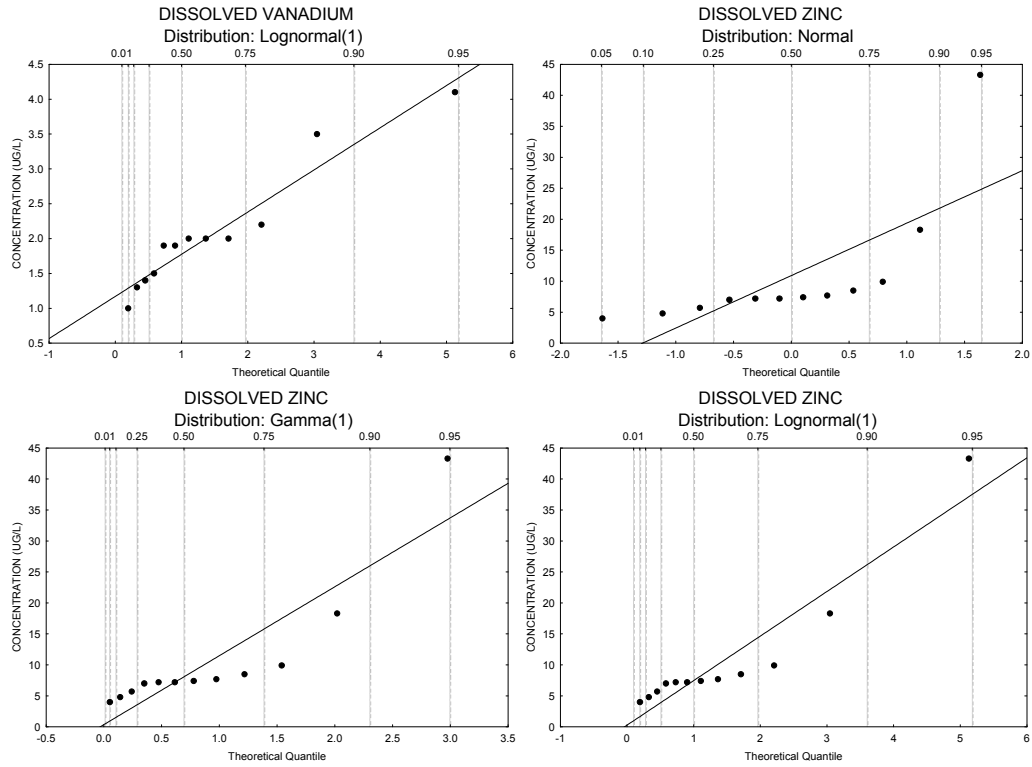 DISSOLVED VANADIUM
Distribution: Lognormal(1)
0.01 0.50 0.75 0.90 0.95
4.5
4.0
3.5
3.0
2.5
2.0
1.5
1.0
0.5
CONCENTRATION (UG/L)
-1 0 1 2 3 4 5 6
Theoretical Quantile
DISSOLVED ZINC
Distribution: Normal
0.05 0.10 0.25 0.50 0.75 0.90 0.95
45
40
35
30
25
20
15
10
5
0
CONCENTRATION (UG/L)
-2.0 -1.5 -1.0 -0.5 0.0 0.5 1.0 1.5 2.0
Theoretical Quantile
DISSOLVED ZINC
Distribution: Gamma(1)
0.01 0.25 0.50 0.75 0.90 0.95
45
40
35
30
25
20
15
10
5
0
CONCENTRATION (UG/L)
-0.5 0.0 0.5 1.0 1.5 2.0 2.5 3.0 3.5
Theoretical Quantile
DISSOLVED ZINC
Distribution: Lognormal(1)
0.01 0.50 0.75 0.90 0.95
45
40
35
30
25
20
15
10
5
0
CONCENTRATION (UG/L)
-1 0 1 2 3 4 5 6
Theoretical Quantile